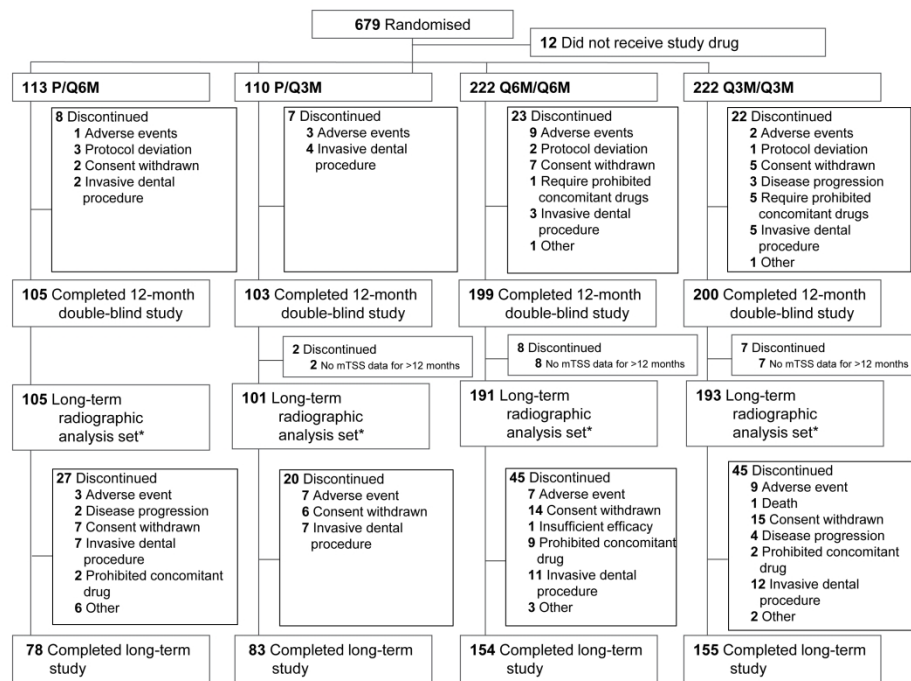 679 Randomised
12 Did not receive study drug
113 P/Q6M
110 P/Q3M
222 Q6M/Q6M
222 Q3M/Q3M
8 Discontinued
1 Adverse events
3 Protocol deviation
2 Consent withdrawn
2 Invasive dental
procedure
7 Discontinued
3 Adverse events
4 Invasive dental
procedure
23 Discontinued
9 Adverse events
2 Protocol deviation
7 Consent withdrawn
1 Require prohibited
concomitant drugs
3 Invasive dental
procedure
1 Other
22 Discontinued
2 Adverse events
1 Protocol deviation
5 Consent withdrawn
3 Disease progression
5 Require prohibited
concomitant drugs
5 Invasive dental
procedure
1 Other
105 Completed 12-month
double-blind study
103 Completed 12-month
double-blind study
199 Completed 12-month
double-blind study
200 Completed 12-month
double-blind study
2 Discontinued
2 No mTSS data for >12 months
8 Discontinued
8 No mTSS data for >12 months
7 Discontinued
7 No mTSS data for >12 months
105 Long-term
radiographic
analysis set*
101 Long-term
radiographic
analysis set*
191 Long-term
radiographic
analysis set*
193 Long-term
radiographic
analysis set*
27 Discontinued
3 Adverse event
2 Disease progression
7 Consent withdrawn
7 Invasive dental
procedure
2 Prohibited concomitant
drug
6 Other
20 Discontinued
7 Adverse event
6 Consent withdrawn
7 Invasive dental
procedure
45 Discontinued
7 Adverse event
14 Consent withdrawn
1 Insufficient efficacy
9 Prohibited concomitant
drug
11 Invasive dental
procedure
3 Other
45 Discontinued
9 Adverse event
1 Death
15 Consent withdrawn
4 Disease progression
2 Prohibited concomitant
drug
12 Invasive dental
procedure
2 Other
78 Completed long-term
study
83 Completed long-term
study
154 Completed long-term
study
155 Completed long-term
study